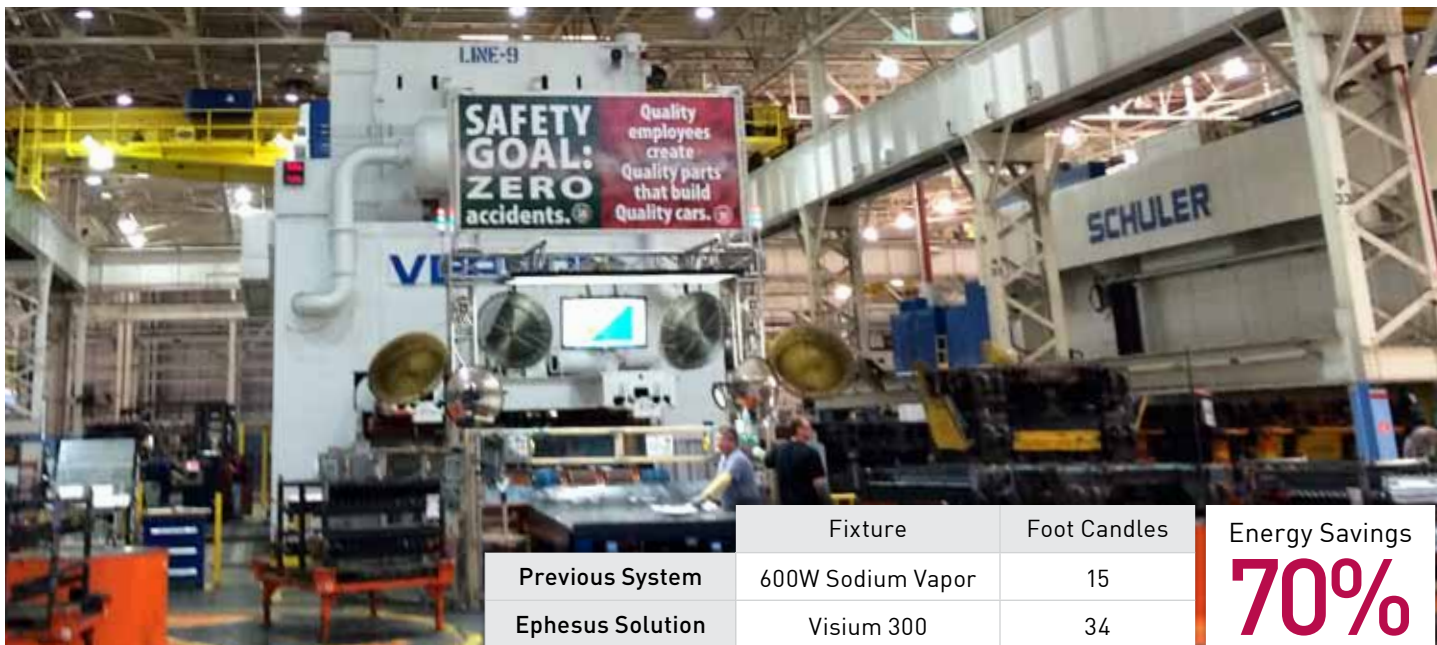 LINE-9
SAFETY
GOAL:
ZERO
accidents.
Quality
employees
create
Quality parts
that build
Quality cars.
SCHULER
Fixture Foot Candles
Previous System 600W Sodium Vapor 15
Ephesus Solution Visium 300 34
Energy Savings
70%